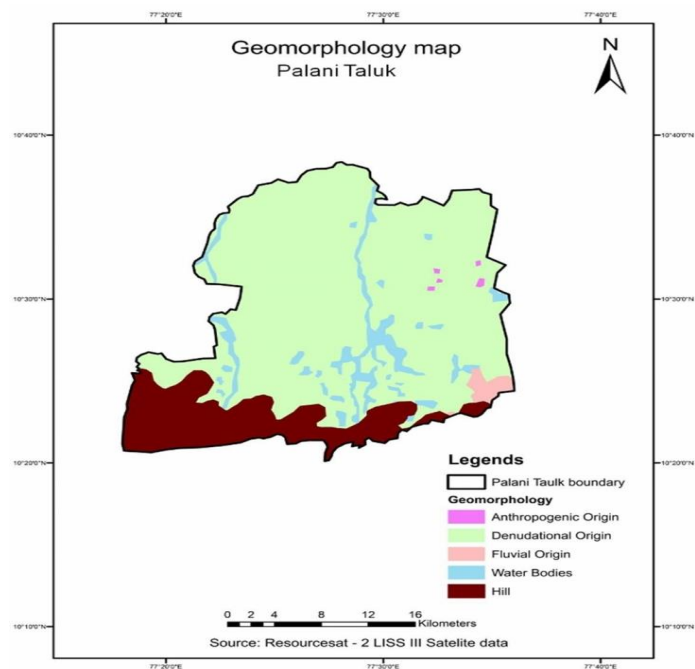 77°20'0"E 77°30'0"E 77°40'0"E
Geomorphology map
Palani Taluk
N
10°40'0"N 10°40'0"N
10°30'0"N 10°30'0"N
10°20'0"N 10°20'0"N
Legends
Palani Taulk boundary
Geomorphology
Anthropogenic Origin
Denudational Origin
Fluvial Origin
Water Bodies
Hill
10°10'0"N 10°10'0"N
0 2 4 8 12 16
Kilometers
Source: Resourcesat - 2 LISS III Satelite data
77°20'0"E 77°30'0"E 77°40'0"E